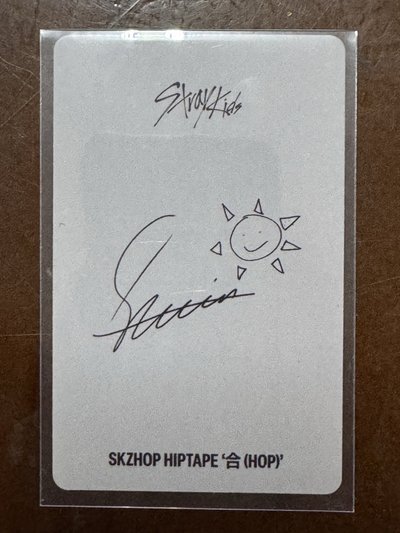 Stray Kids
SKZHOP HIPTAPE ‘合 (HOP)’